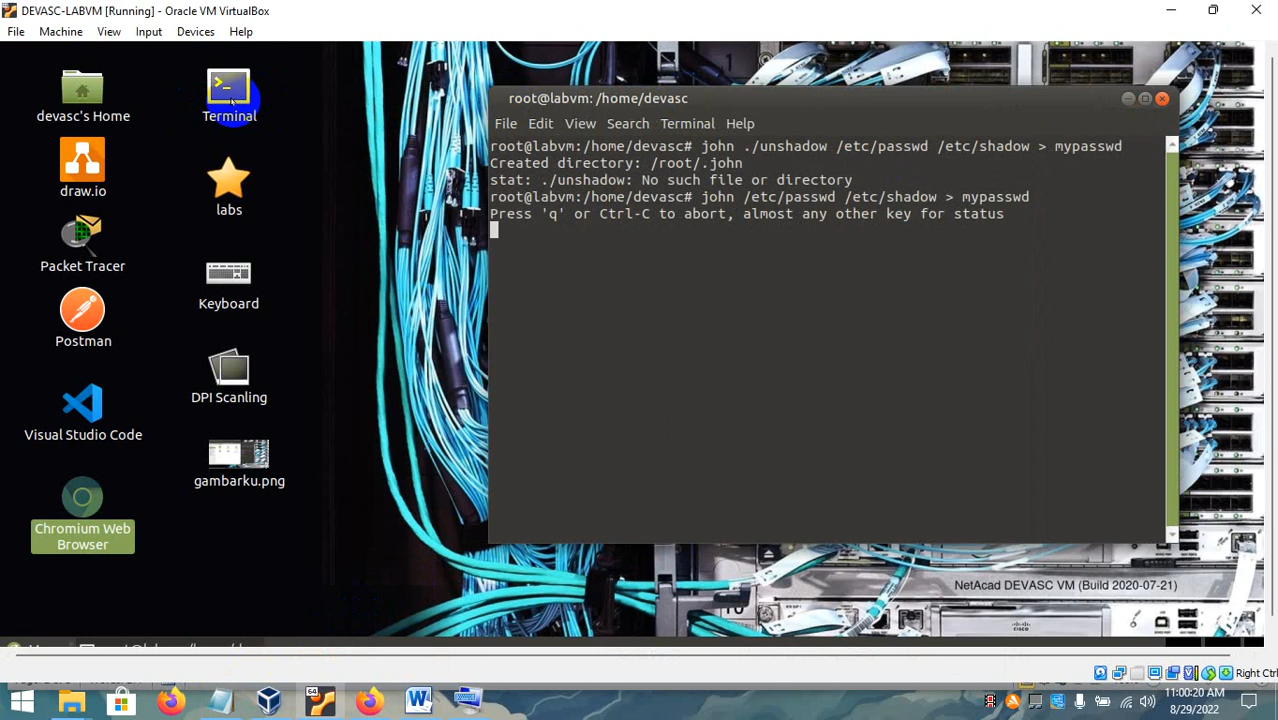 DEVASC-LABVM [Running] - Oracle VM VirtualBox
File Machine View Input Devices Help
devasc's Home
Terminal
draw.io
labs
Packet Tracer
Keyboard
Postman
DPI Scanling
Visual Studio Code
gambarku.png
Chromium Web
Browser
root@labvm: /home/devasc
File Edit View Search Terminal Help
root@labvm:/home/devasc# john ./unshadow /etc/passwd /etc/shadow > mypasswd
Created directory: /root/.john
stat: ./unshadow: No such file or directory
root@labvm:/home/devasc# john /etc/passwd /etc/shadow > mypasswd
Press 'q' or Ctrl-C to abort, almost any other key for status
NetAcad DEVASC VM (Build 2020-07-21)
CISCO
Right Ctrl
64
11:00:20 AM
8/29/2022